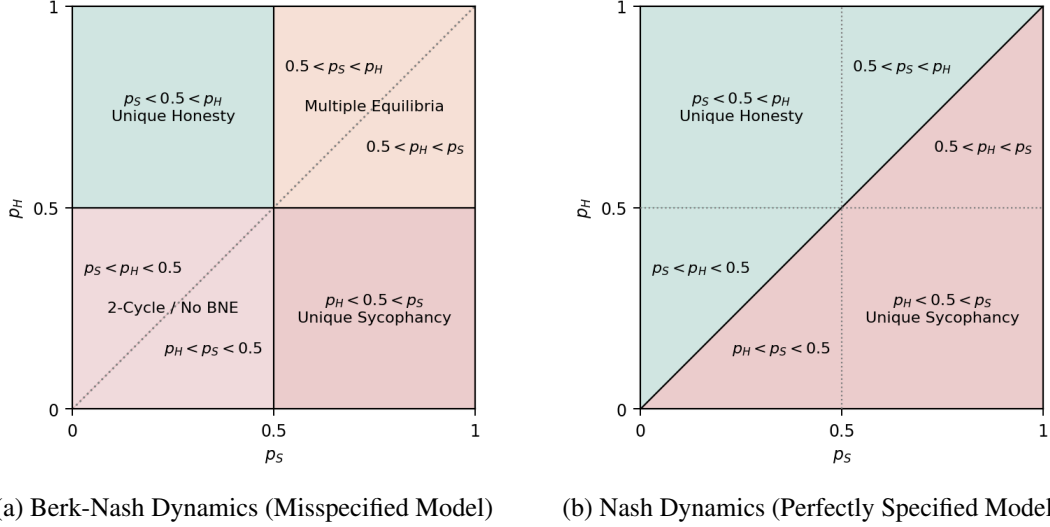 1
p_S < 0.5 < p_H
Unique Honesty
0.5 < p_S < p_H
Multiple Equilibria
0.5 < p_H < p_S
p_H
0.5
p_S < p_H < 0.5
2-Cycle / No BNE
p_H < p_S < 0.5
p_H < 0.5 < p_S
Unique Sycophancy
0
0
0.5
1
p_S
(a) Berk-Nash Dynamics (Misspecified Model)
1
p_S < 0.5 < p_H
Unique Honesty
0.5 < p_S < p_H
0.5 < p_H < p_S
p_H
0.5
p_S < p_H < 0.5
p_H < p_S < 0.5
p_H < 0.5 < p_S
Unique Sycophancy
0
0
0.5
1
p_S
(b) Nash Dynamics (Perfectly Specified Model